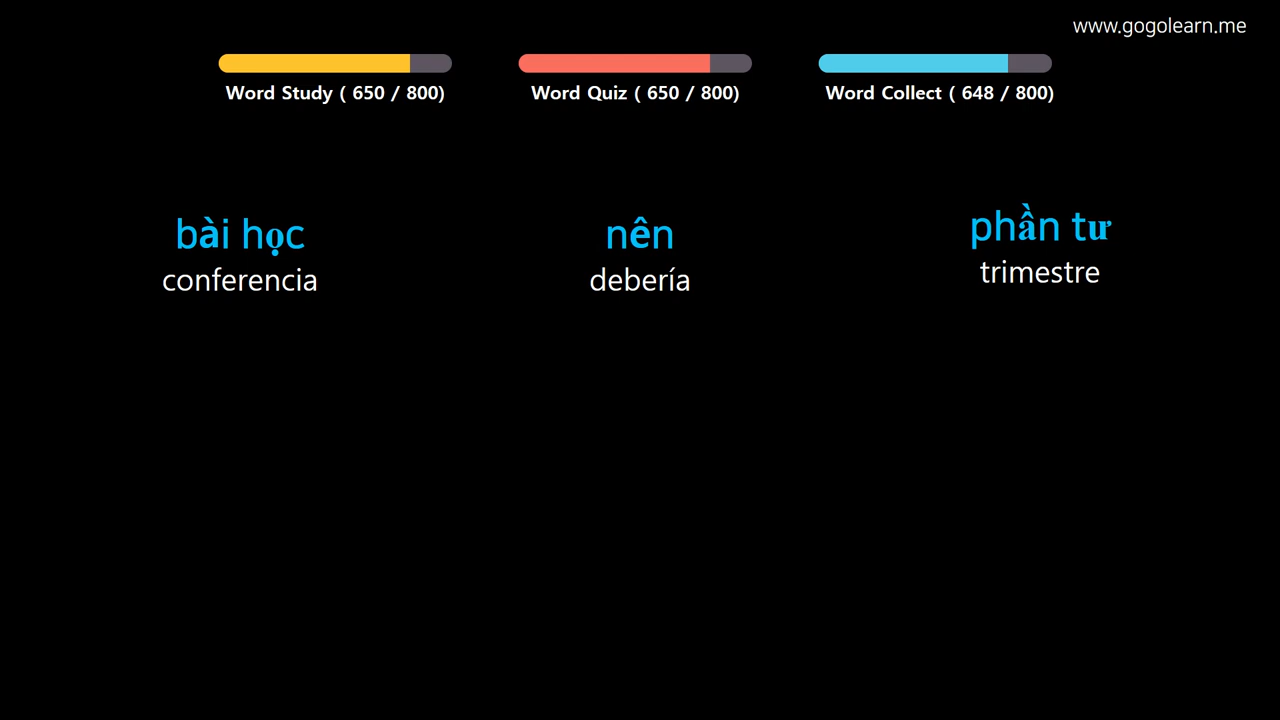 www.gogolearn.me
Word Study ( 650 / 800)
Word Quiz ( 650 / 800)
Word Collect ( 648 / 800)
bài học
conferencia
nên
debería
phần tư
trimestre